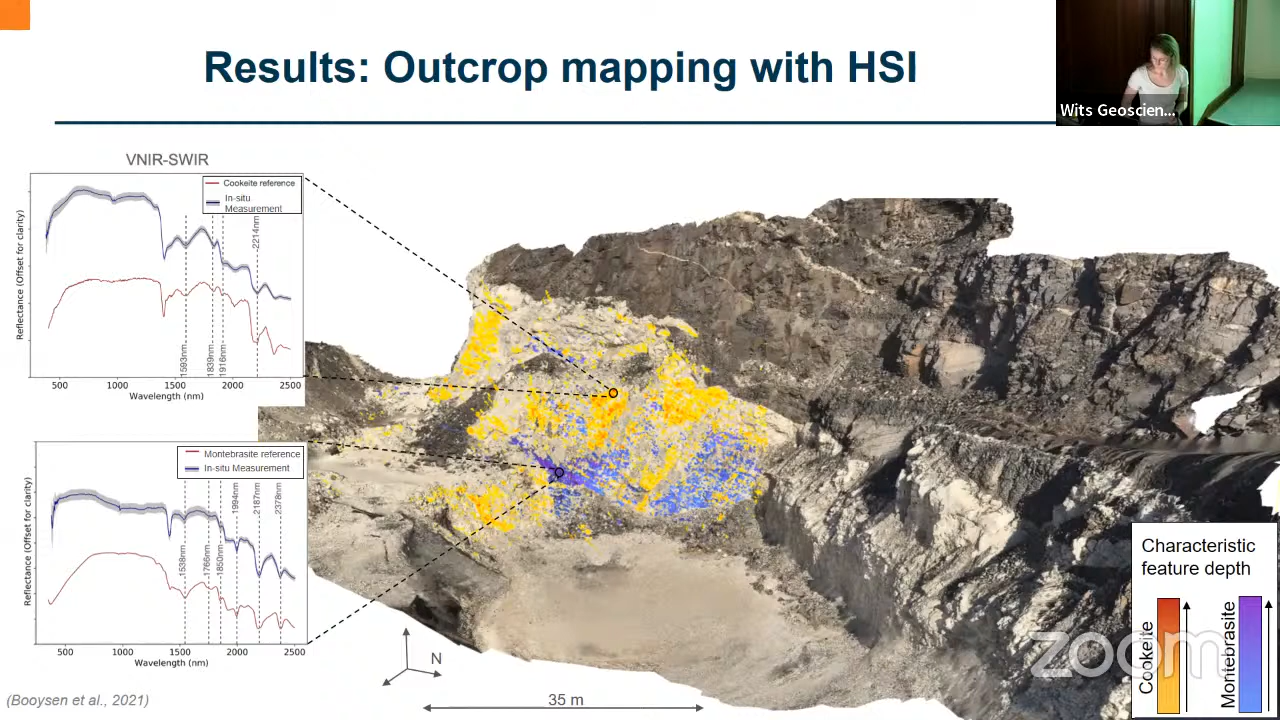 Results: Outcrop mapping with HSI
Wits Geoscien...
VNIR-SWIR
Cookeite reference
In-situ
Measurement
2214nm
1593nm
1839nm
1916nm
Reflectance (Offset for clarity)
500 1000 1500 2000 2500
Wavelength (nm)
Montebrasite reference
In-situ Measurement
1994nm
2187nm
2378nm
1538nm
1766nm
1850nm
Reflectance (Offset for clarity)
500 1000 1500 2000 2500
Wavelength (nm)
N
35 m
Characteristic
feature depth
Cookeite
Montebrasite
zoom
(Booysen et al., 2021)